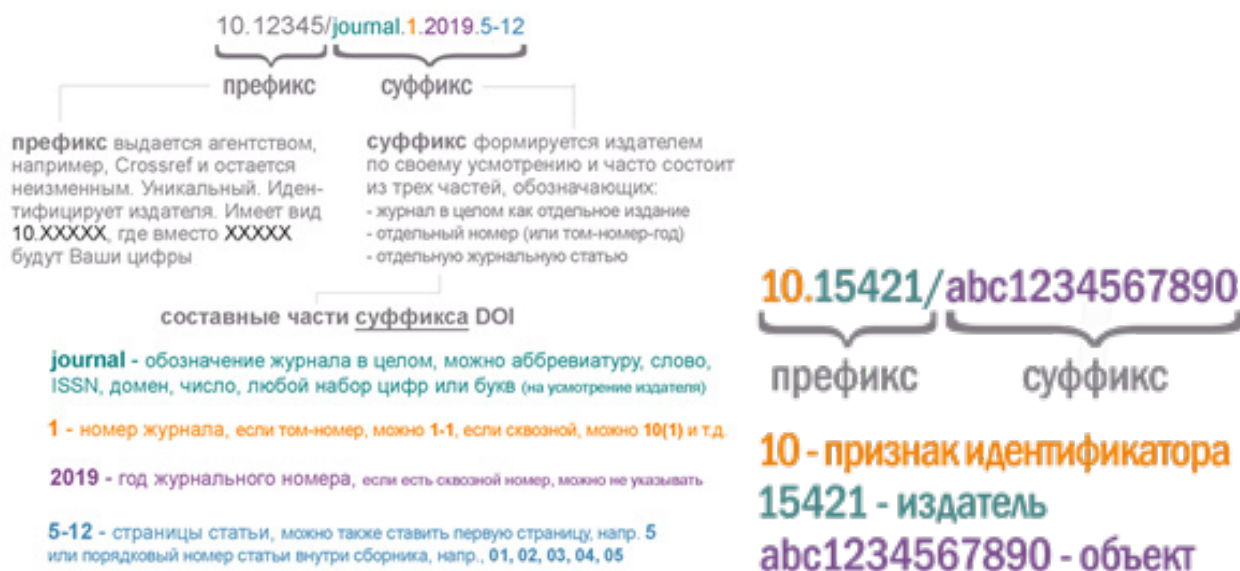 10.12345/journal.1.2019.5-12
префикс суффикс
префикс выдается агентством,
например, Crossref и остается
неизменным. Уникальный. Иден-
тифицирует издателя. Имеет вид
10.XXXXX, где вместо XXXXX
будут Ваши цифры
суффикс формируется издателем
по своему усмотрению и часто состоит
из трех частей, обозначающих:
- журнал в целом как отдельное издание
- отдельный номер (или том-номер-год)
- отдельную журнальную статью
составные части суффикса DOI
journal - обозначение журнала в целом, можно аббревиатуру, слово,
ISSN, домен, число, любой набор цифр или букв (на усмотрение издателя)
1 - номер журнала, если том-номер, можно 1-1, если сквозной, можно 10(1) и т.д.
2019 - год журнального номера, если есть сквозной номер, можно не указывать
5-12 - страницы статьи, можно также ставить первую страницу, напр. 5
или порядковый номер статьи внутри сборника, напр., 01, 02, 03, 04, 05
10.15421/abc1234567890
префикс суффикс
10 - признак идентификатора
15421 - издатель
abc1234567890 - объект